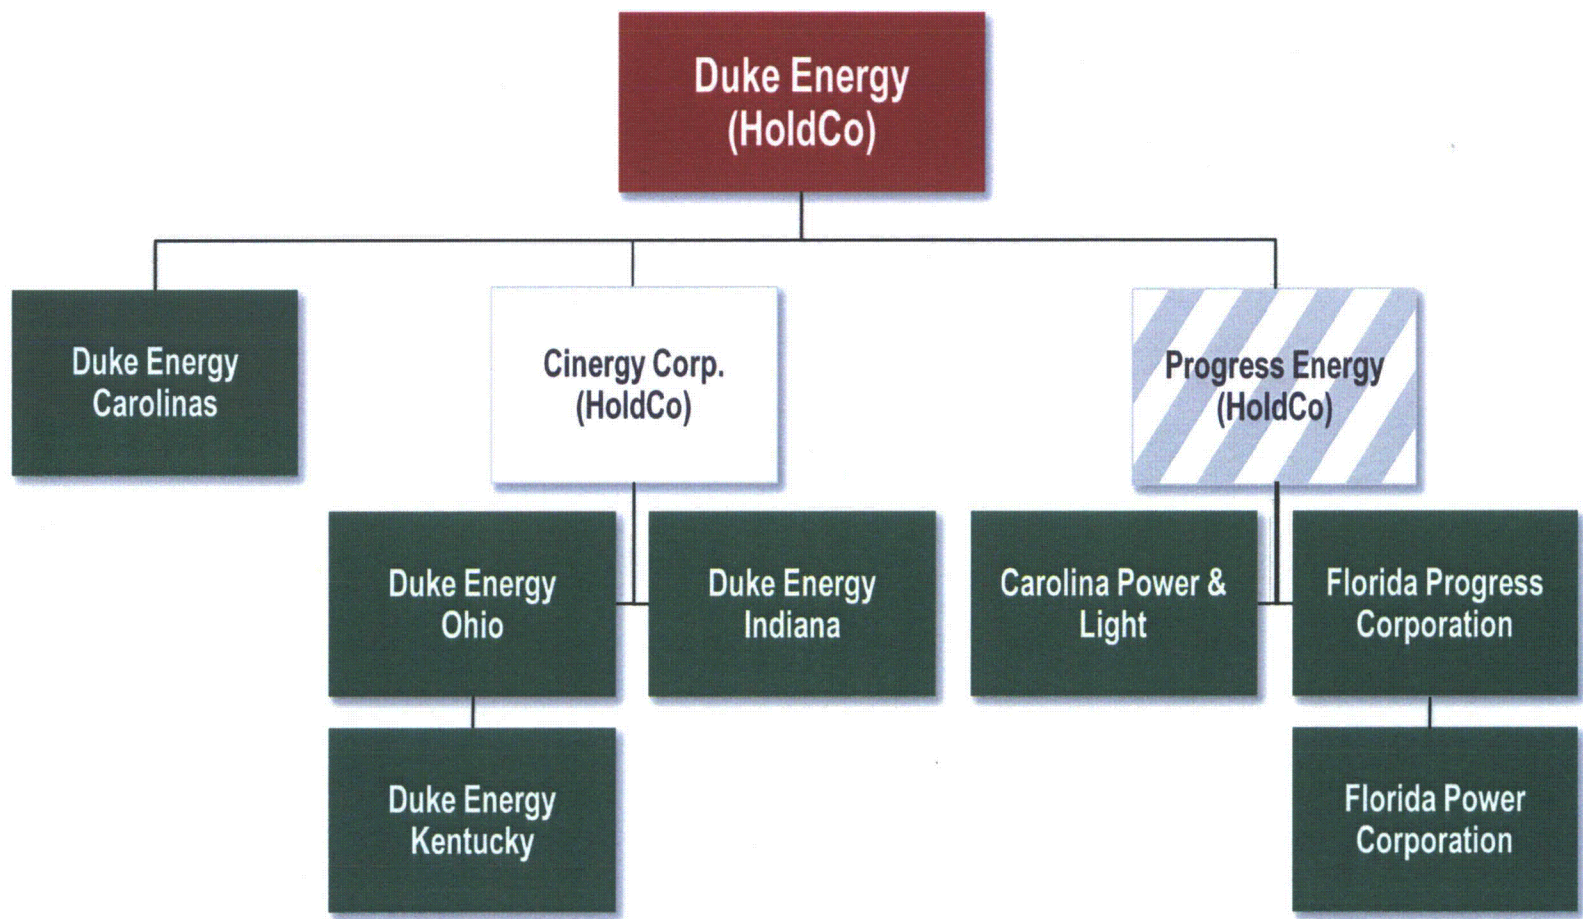 Duke Energy
(HoldCo)
Duke Energy
Carolinas
Cinergy Corp.
(HoldCo)
Progress Energy
(HoldCo)
Duke Energy
Ohio
Duke Energy
Indiana
Carolina Power &
Light
Florida Progress
Corporation
Duke Energy
Kentucky
Florida Power
Corporation